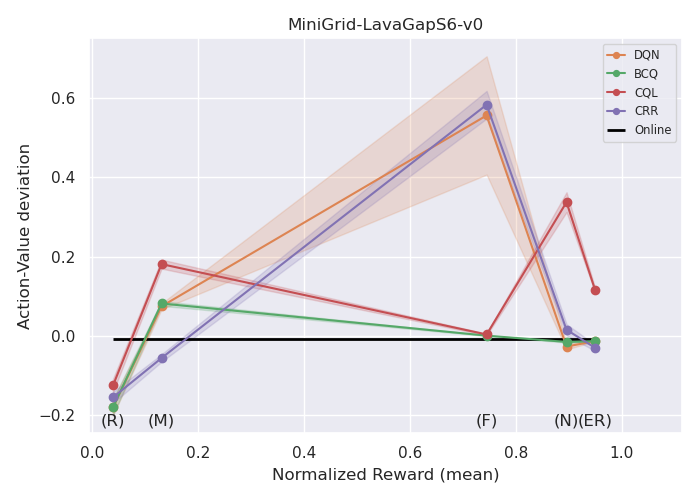 MiniGrid-LavaGapS6-v0
DQN
BCQ
CQL
CRR
Online
Action-Value deviation
0.6
0.4
0.2
0.0
−0.2
(R) (M) (F) (N)(ER)
0.0 0.2 0.4 0.6 0.8 1.0
Normalized Reward (mean)